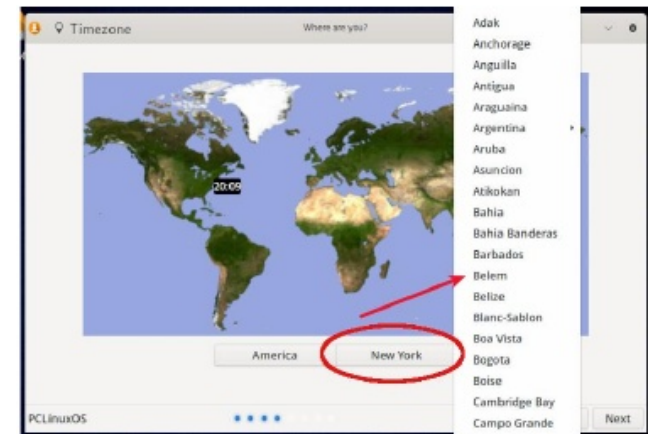 Timezone
Where are you?
20:09
America
New York
PCLinuxOS
Next
Adak
Anchorage
Anguilla
Antigua
Araguaina
Argentina
Aruba
Asuncion
Atikokan
Bahia
Bahia Banderas
Barbados
Belem
Belize
Blanc-Sablon
Boa Vista
Bogota
Boise
Cambridge Bay
Campo Grande